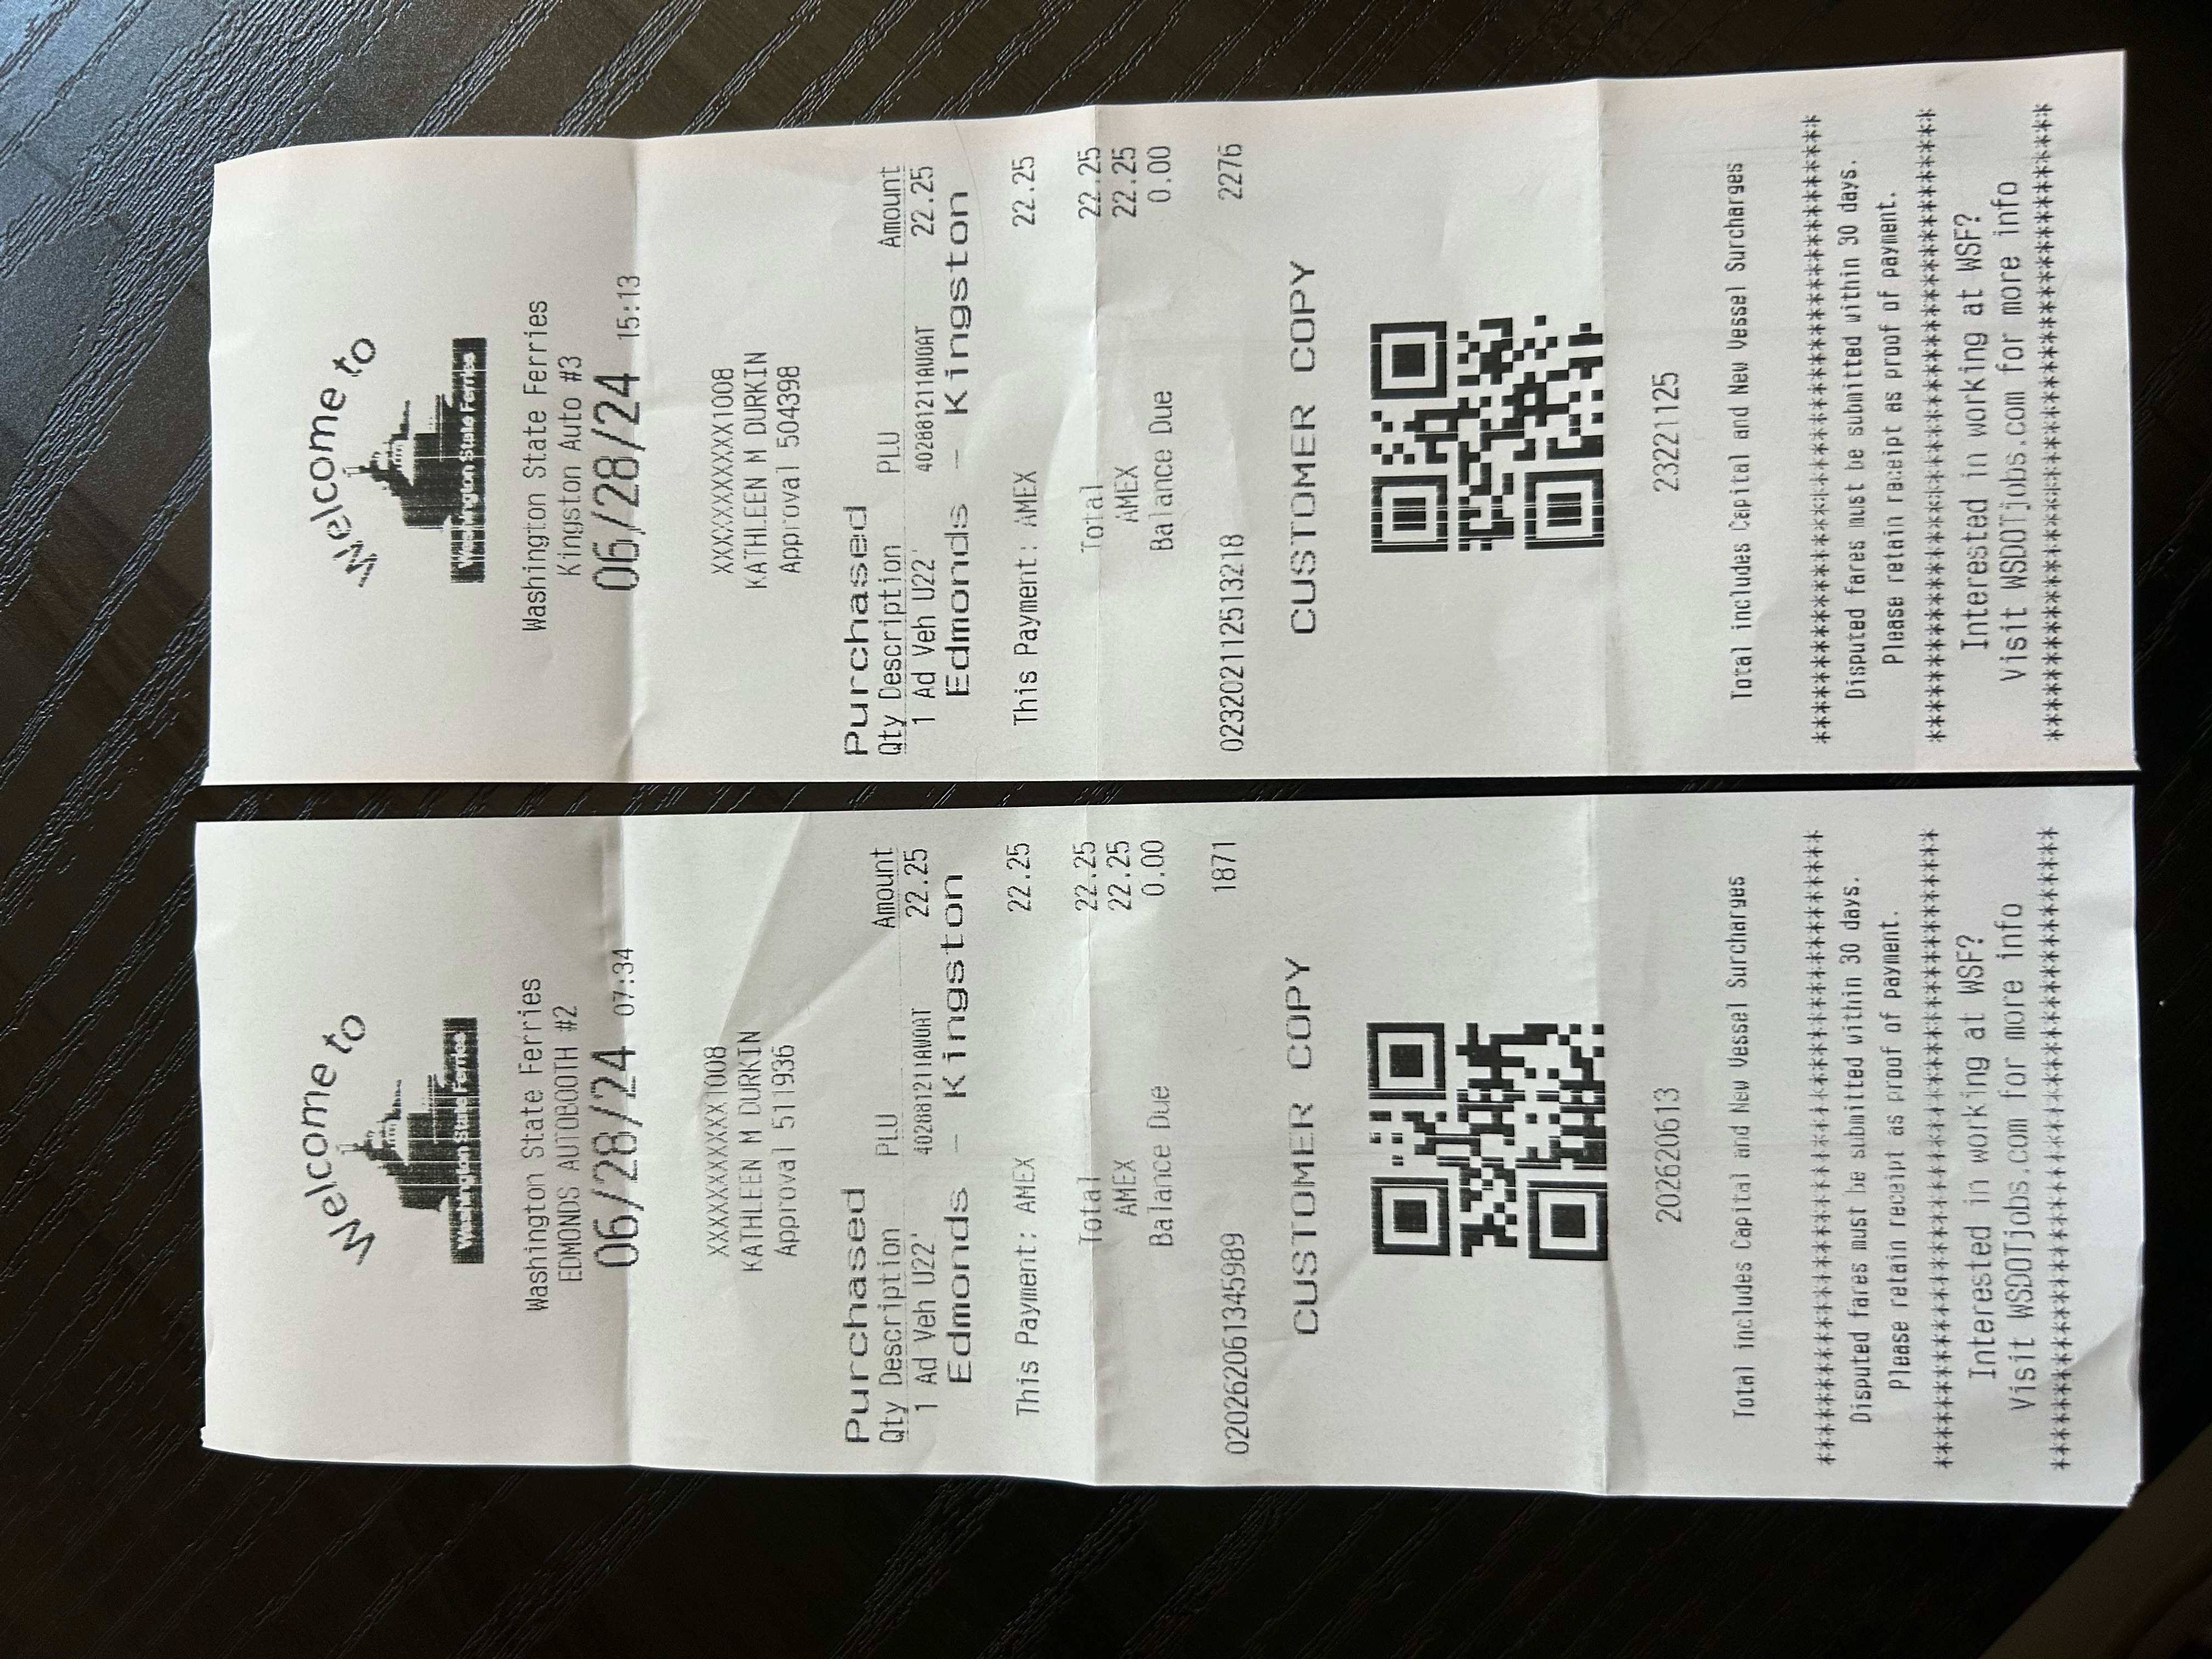 Welcome to
Washington State Ferries
Washington State Ferries
EDMONDS AUTOBOOTH #2
06/28/24 07:34
XXXXXXXXXXX1008
KATHLEEN M DURKIN
Approval 511936
Purchased
Qty Description PLU Amount
1 Ad Veh U22' 402881211AWOAT 22.25
Edmonds - Kingston
This Payment: AMEX 22.25
Total 22.25
AMEX 22.25
Balance Due 0.00
020262061345989 1871
CUSTOMER COPY
202620613
Total includes Capital and New Vessel Surcharges
******************************************
Disputed fares must be submitted within 30 days.
Please retain receipt as proof of payment.
******************************************
Interested in working at WSF?
Visit WSDOTjobs.com for more info
******************************************
Welcome to
Washington State Ferries
Washington State Ferries
Kingston Auto #3
06/28/24 15:13
XXXXXXXXXXX1008
KATHLEEN M DURKIN
Approval 504398
Purchased
Qty Description PLU Amount
1 Ad Veh U22' 402881211AWOAT 22.25
Edmonds - Kingston
This Payment: AMEX 22.25
Total 22.25
AMEX 22.25
Balance Due 0.00
023202112513218 2276
CUSTOMER COPY
23221125
Total includes Capital and New Vessel Surcharges
******************************************
Disputed fares must be submitted within 30 days.
Please retain receipt as proof of payment.
******************************************
Interested in working at WSF?
Visit WSDOTjobs.com for more info
******************************************